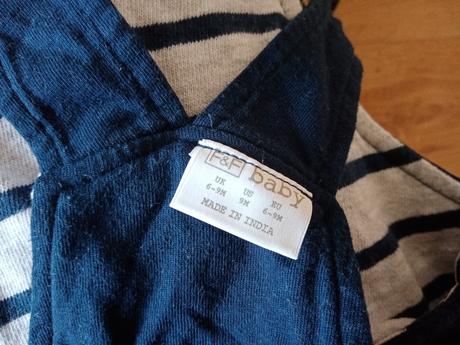 F&F baby
UK US EU
6-9M 9M 6-9M
MADE IN INDIA